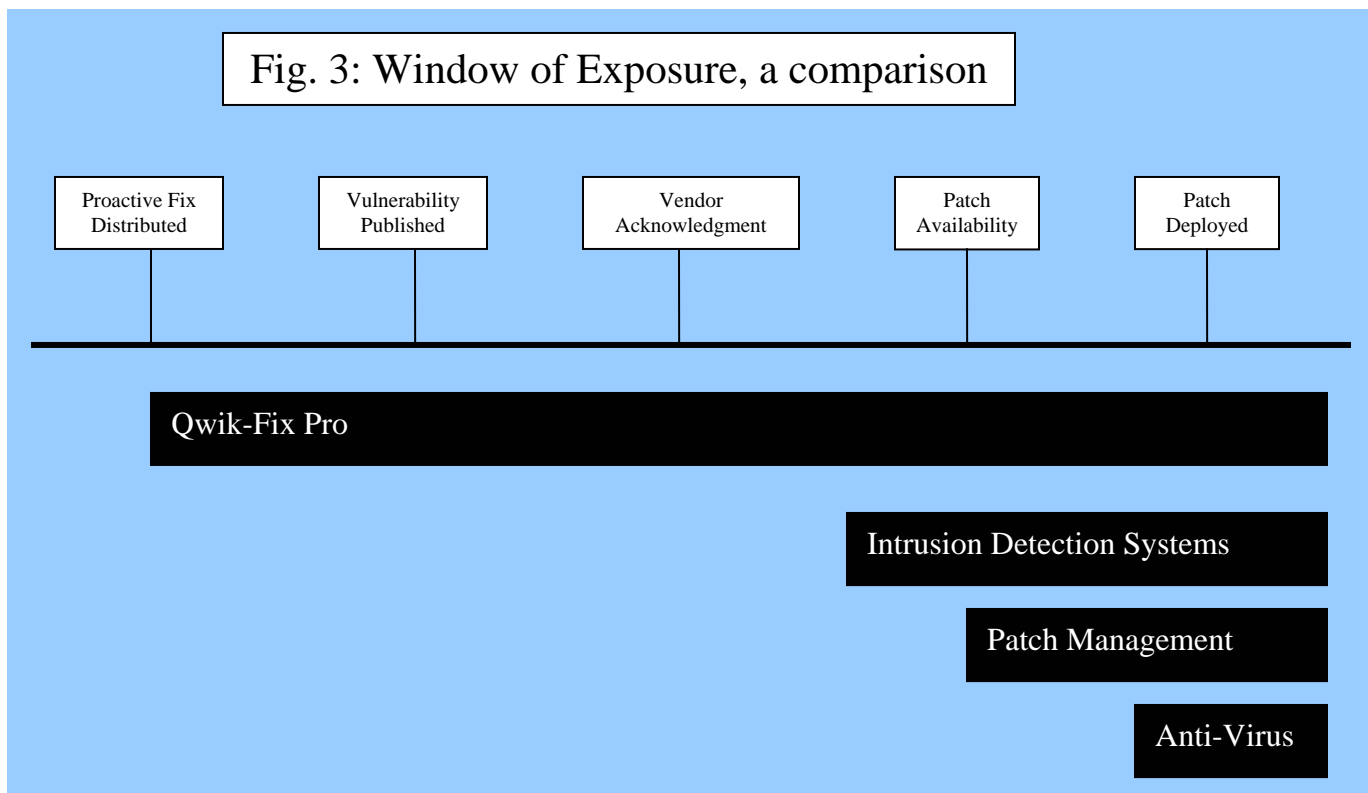 Fig. 3: Window of Exposure, a comparison
Proactive Fix
Distributed
Vulnerability
Published
Vendor
Acknowledgment
Patch
Availability
Patch
Deployed
Qwik-Fix Pro
Intrusion Detection Systems
Patch Management
Anti-Virus